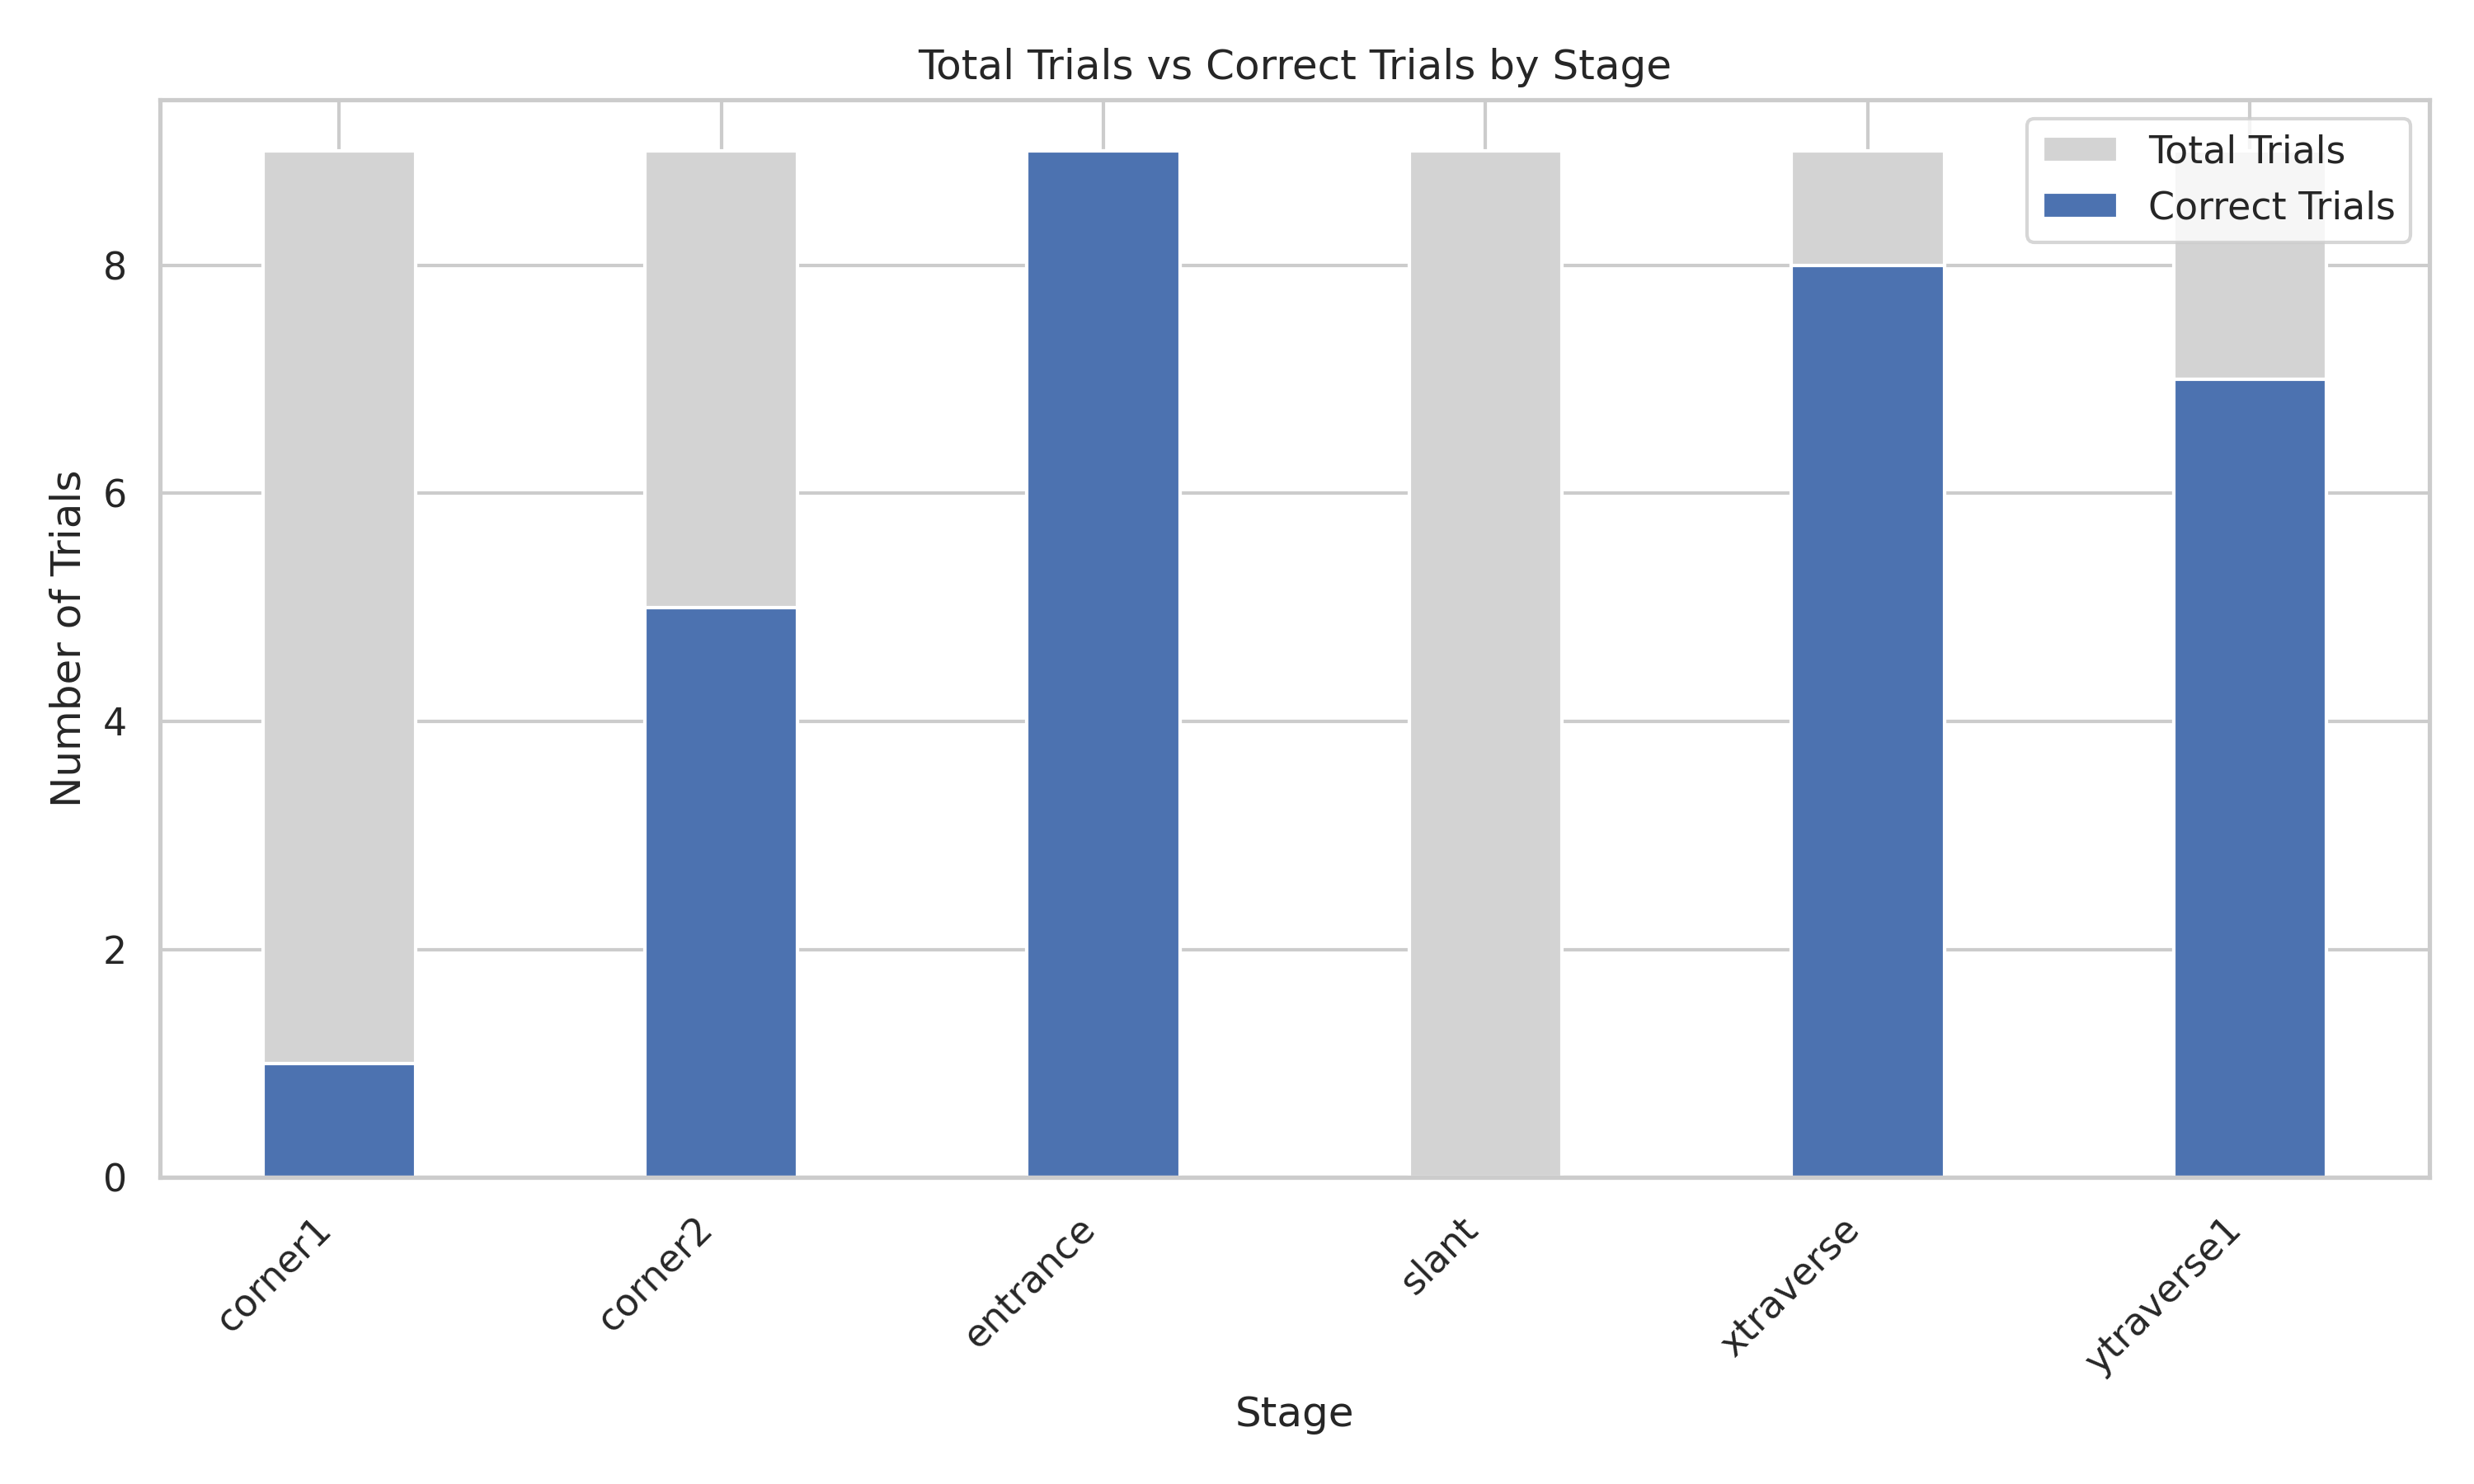 Total Trials vs Correct Trials by Stage
Total Trials
Correct Trials
Number of Trials
8
6
4
2
0
corner1
corner2
entrance
slant
xtraverse
ytraverse1
Stage